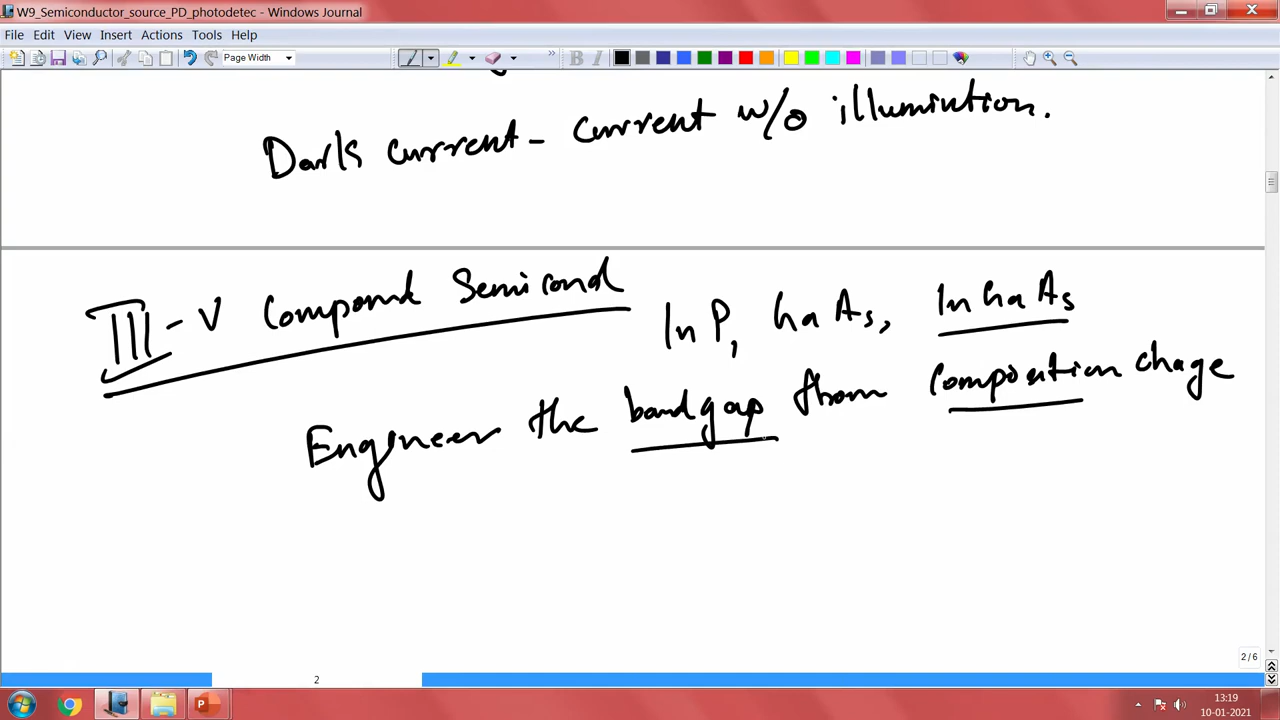 W9_Semiconductor_source_PD_photodetec - Windows Journal
File Edit View Insert Actions Tools Help
Page Width
B I
Dark current - current w/o illumintion.
III - V Compound Semicond InP, GaAs, InGaAs
Engineer the bandgap from composition chage
2/6
2
13:19
10-01-2021